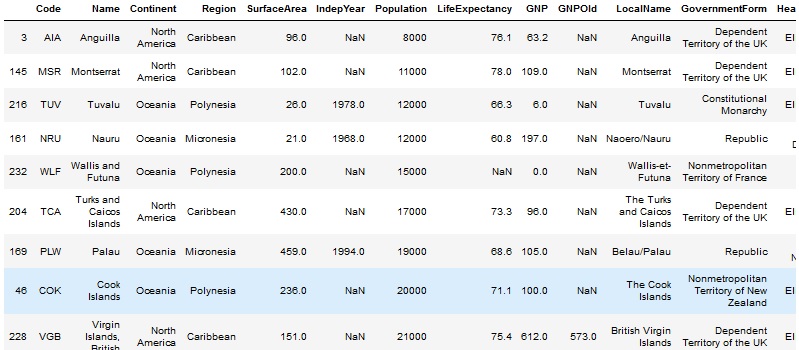 Code Name Continent Region SurfaceArea IndepYear Population LifeExpectancy GNP GNPOld LocalName GovernmentForm Hea
3 AIA Anguilla North America Caribbean 96.0 NaN 8000 76.1 63.2 NaN Anguilla Dependent Territory of the UK El
145 MSR Montserrat North America Caribbean 102.0 NaN 11000 78.0 109.0 NaN Montserrat Dependent Territory of the UK El
216 TUV Tuvalu Oceania Polynesia 26.0 1978.0 12000 66.3 6.0 NaN Tuvalu Constitutional Monarchy El
161 NRU Nauru Oceania Micronesia 21.0 1968.0 12000 60.8 197.0 NaN Naoero/Nauru Republic
232 WLF Wallis and Futuna Oceania Polynesia 200.0 NaN 15000 NaN 0.0 NaN Wallis-et-Futuna Nonmetropolitan Territory of France
204 TCA Turks and Caicos Islands North America Caribbean 430.0 NaN 17000 73.3 96.0 NaN The Turks and Caicos Islands Dependent Territory of the UK El
169 PLW Palau Oceania Micronesia 459.0 1994.0 19000 68.6 105.0 NaN Belau/Palau Republic
46 COK Cook Islands Oceania Polynesia 236.0 NaN 20000 71.1 100.0 NaN The Cook Islands Nonmetropolitan Territory of New Zealand El
228 VGB Virgin Islands, British North America Caribbean 151.0 NaN 21000 75.4 612.0 573.0 British Virgin Islands Dependent Territory of the UK El